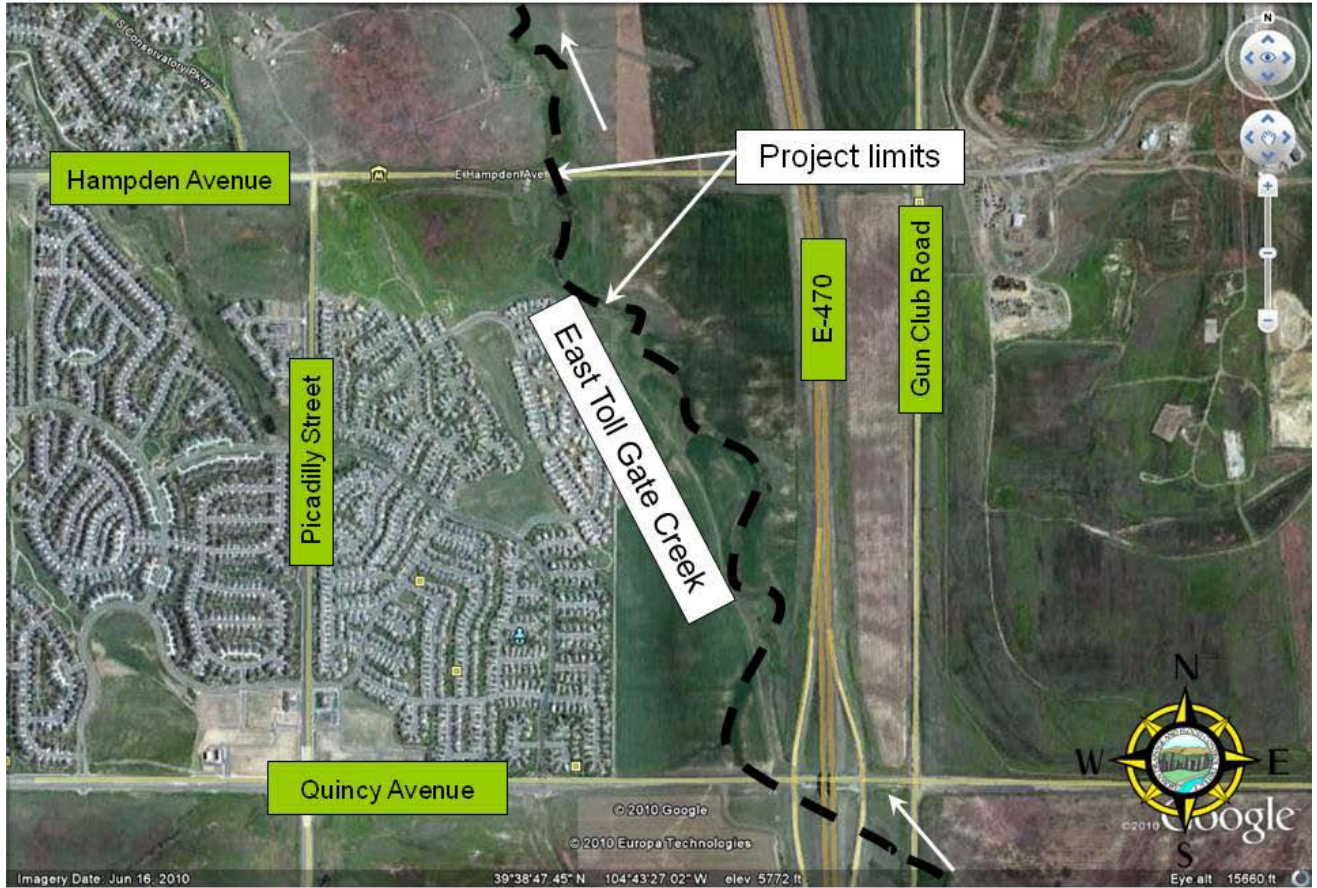 S Conservatory Pkwy
N
Project limits
Hampden Avenue
E Hampden Ave
E-470
Gun Club Road
East Toll Gate Creek
Picadilly Street
N
W
E
S
Quincy Avenue
© 2010 Google
© 2010 Europa Technologies
©2010 Google
Imagery Date: Jun 16, 2010
39°38'47.45" N 104°43'27.02" W elev 5772 ft
Eye alt 15660 ft